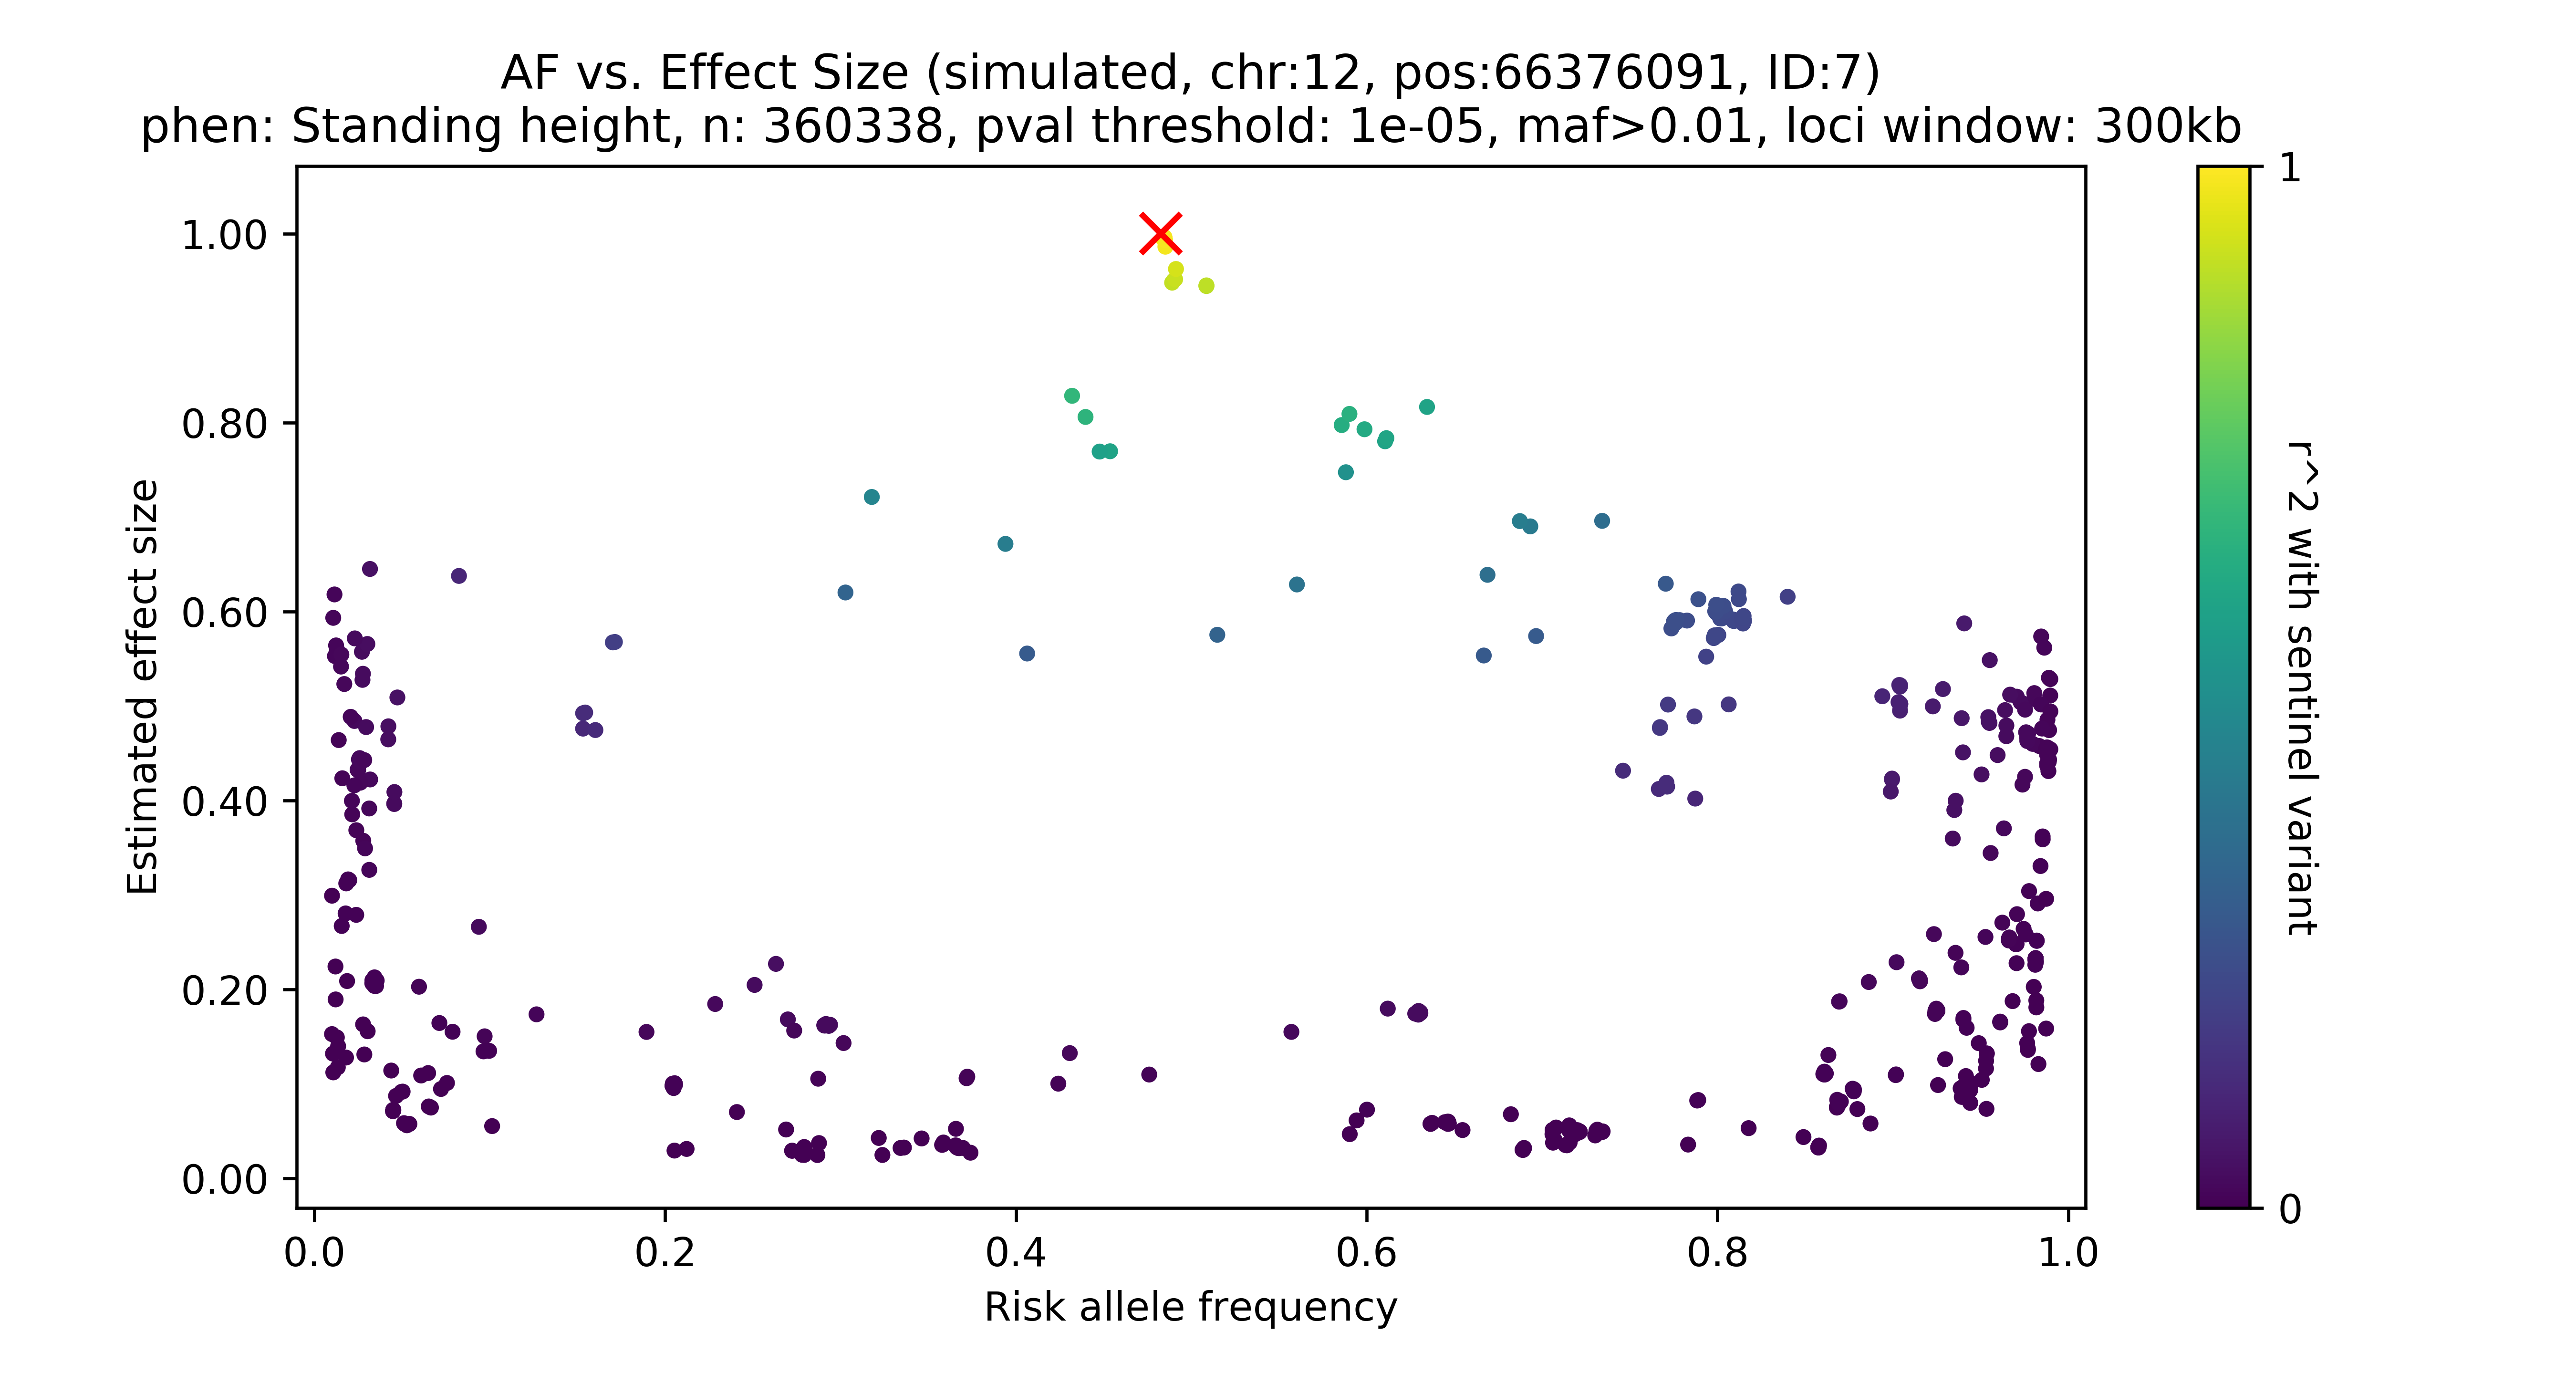 AF vs. Effect Size (simulated, chr:12, pos:66376091, ID:7)
phen: Standing height, n: 360338, pval threshold: 1e-05, maf>0.01, loci window: 300kb
1.00
0.80
0.60
0.40
0.20
0.00
Estimated effect size
0.0
0.2
0.4
0.6
0.8
1.0
Risk allele frequency
1
0
r^2 with sentinel variant